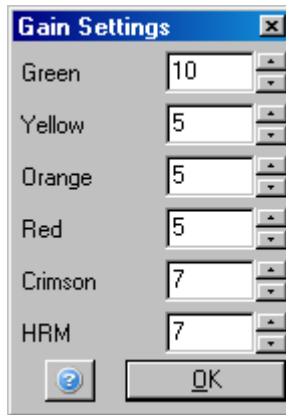 Gain Settings
Green 10
Yellow 5
Orange 5
Red 5
Crimson 7
HRM 7
? OK